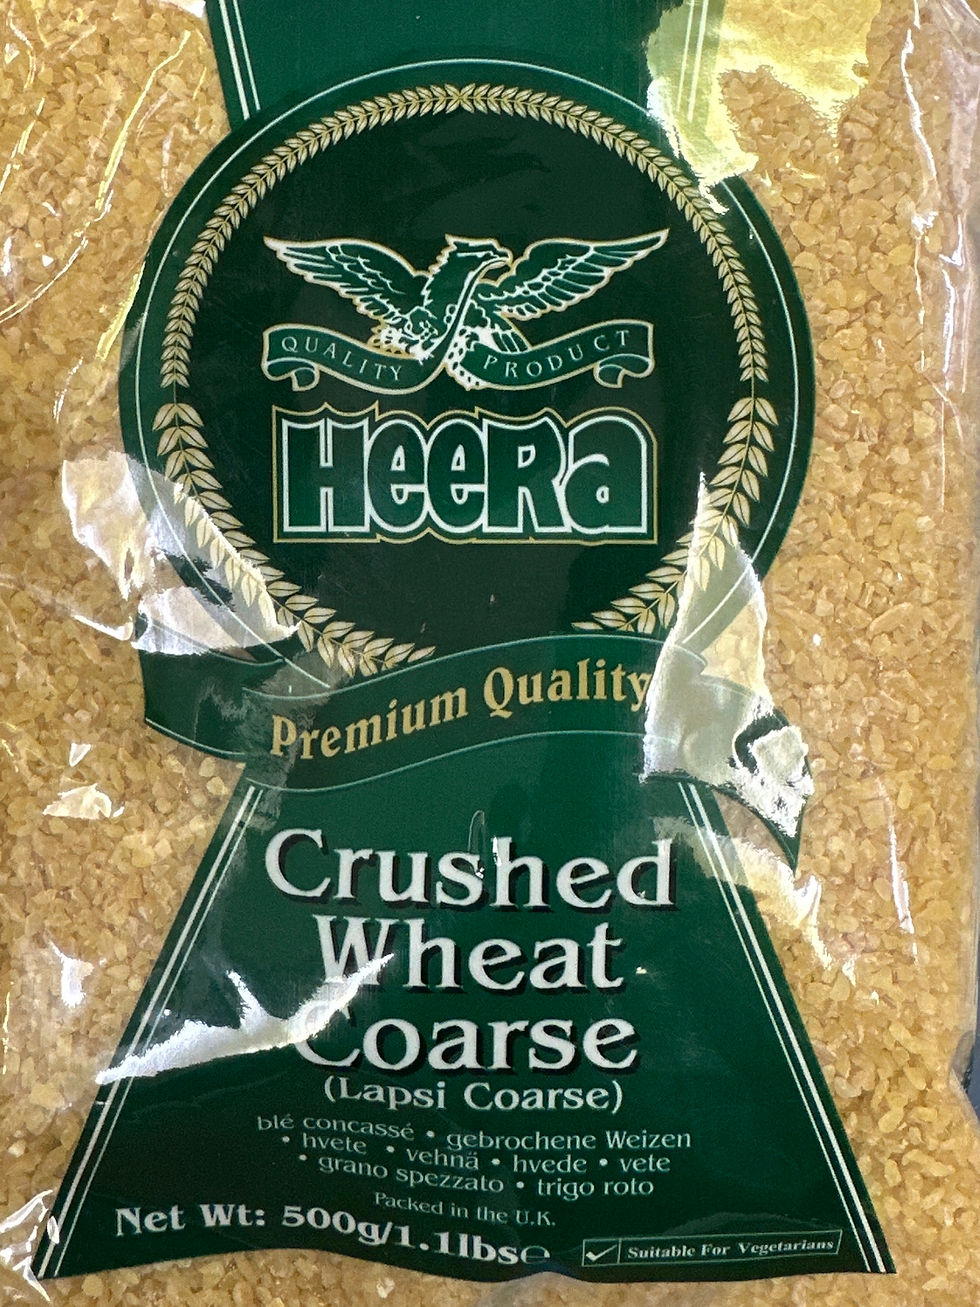 QUALITY PRODUCT
HeeRa
Premium Quality
Crushed
Wheat
Coarse
(Lapsi Coarse)
blé concassé • gebrochene Weizen
• hvete • vehnä • hvede • vete
• grano spezzato • trigo roto
Packed in the U.K.
Net Wt: 500g/1.1lbs℮
Suitable For Vegetarians